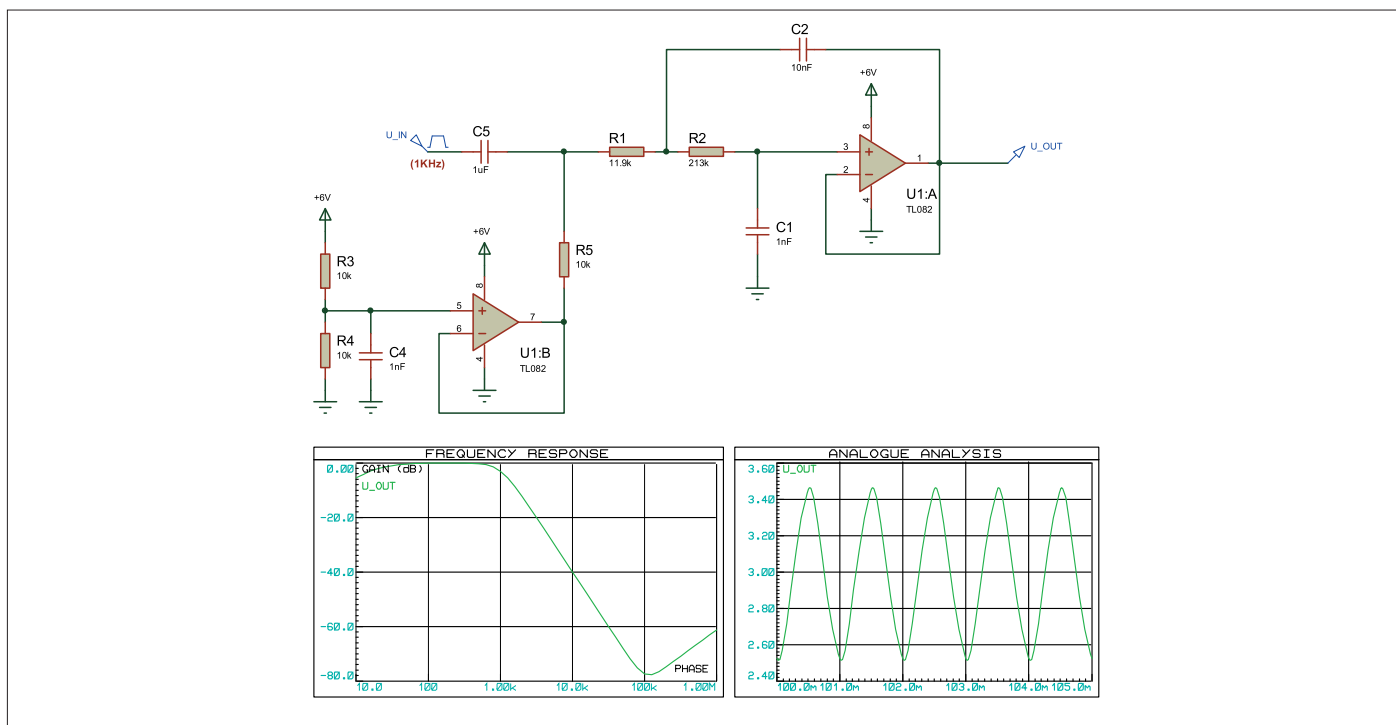 C2
10nF
+6V
8
U_IN
(1KHz)
C5
1uF
R1
11.9k
R2
213k
3
2
1
4
U_OUT
U1:A
TL082
C1
1nF
+6V
+6V
R3
10k
R5
10k
8
5
6
7
4
R4
10k
C4
1nF
U1:B
TL082
FREQUENCY RESPONSE
GAIN (dB)
U_OUT
0.00
-20.0
-40.0
-60.0
-80.0
PHASE
10.0 100 1.00k 10.0k 100k 1.00M
ANALOGUE ANALYSIS
U_OUT
3.60
3.40
3.20
3.00
2.80
2.60
2.40
100.0m 101.0m 102.0m 103.0m 104.0m 105.0m